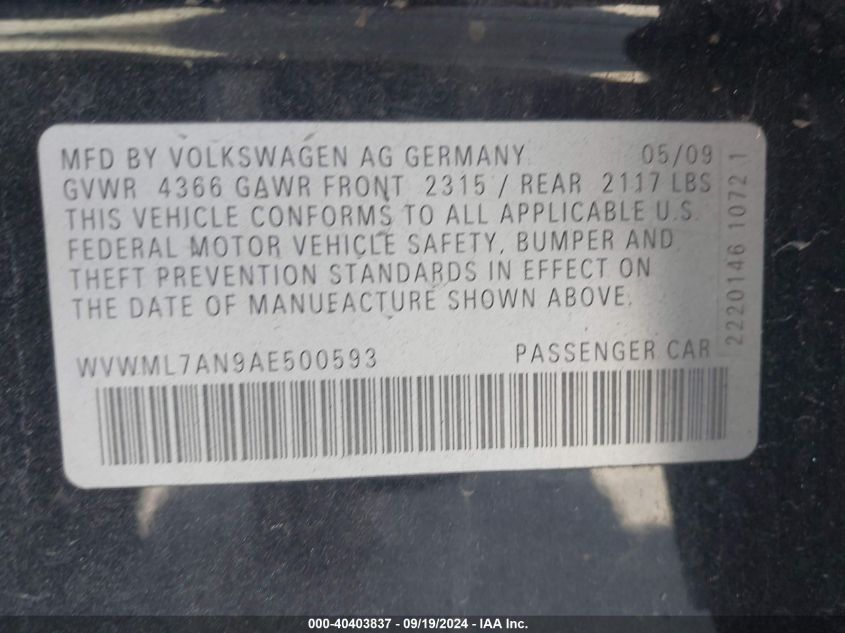 MFD BY VOLKSWAGEN AG GERMANY 05/09
GVWR 4366 GAWR FRONT 2315 / REAR 2117 LBS
THIS VEHICLE CONFORMS TO ALL APPLICABLE U.S.
FEDERAL MOTOR VEHICLE SAFETY, BUMPER AND
THEFT PREVENTION STANDARDS IN EFFECT ON
THE DATE OF MANUFACTURE SHOWN ABOVE.
WVWML7AN9AE500593 PASSENGER CAR
2220146 10721
000-40403837 - 09/19/2024 - IAA Inc.